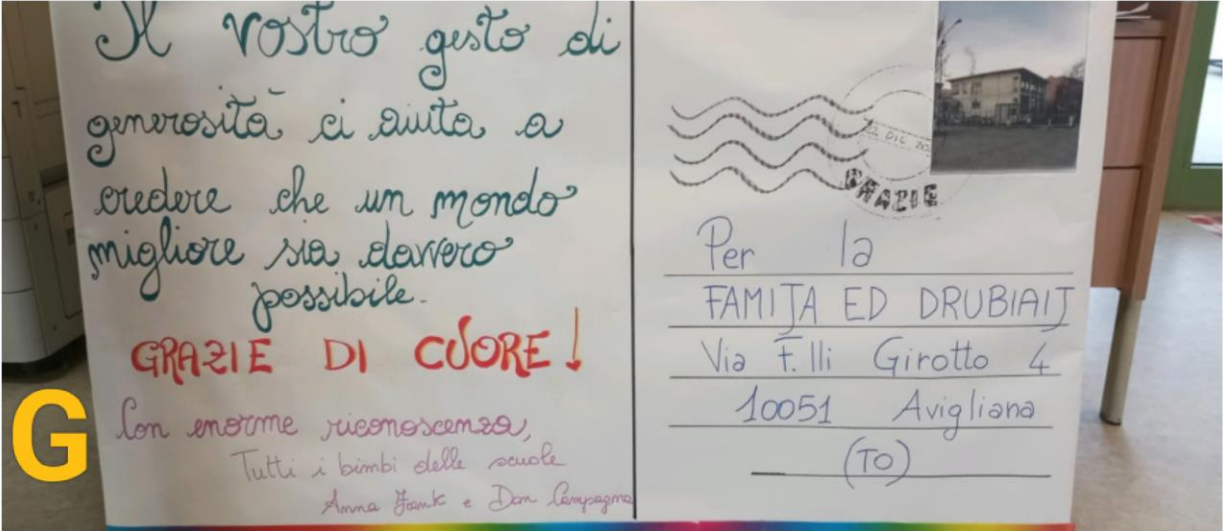 Il vostro gesto di
generosità ci aiuta a
credere che un mondo
migliore sia davvero
possibile.
GRAZIE DI CUORE!
Con enorme riconoscenza,
Tutti i bimbi delle scuole
Anna Frank e Don Campagna
22 DIC
GRAZIE
Per la
FAMIJA ED DRUBIAIJ
Via F.lli Girotto 4
10051 Avigliana
(TO)
G